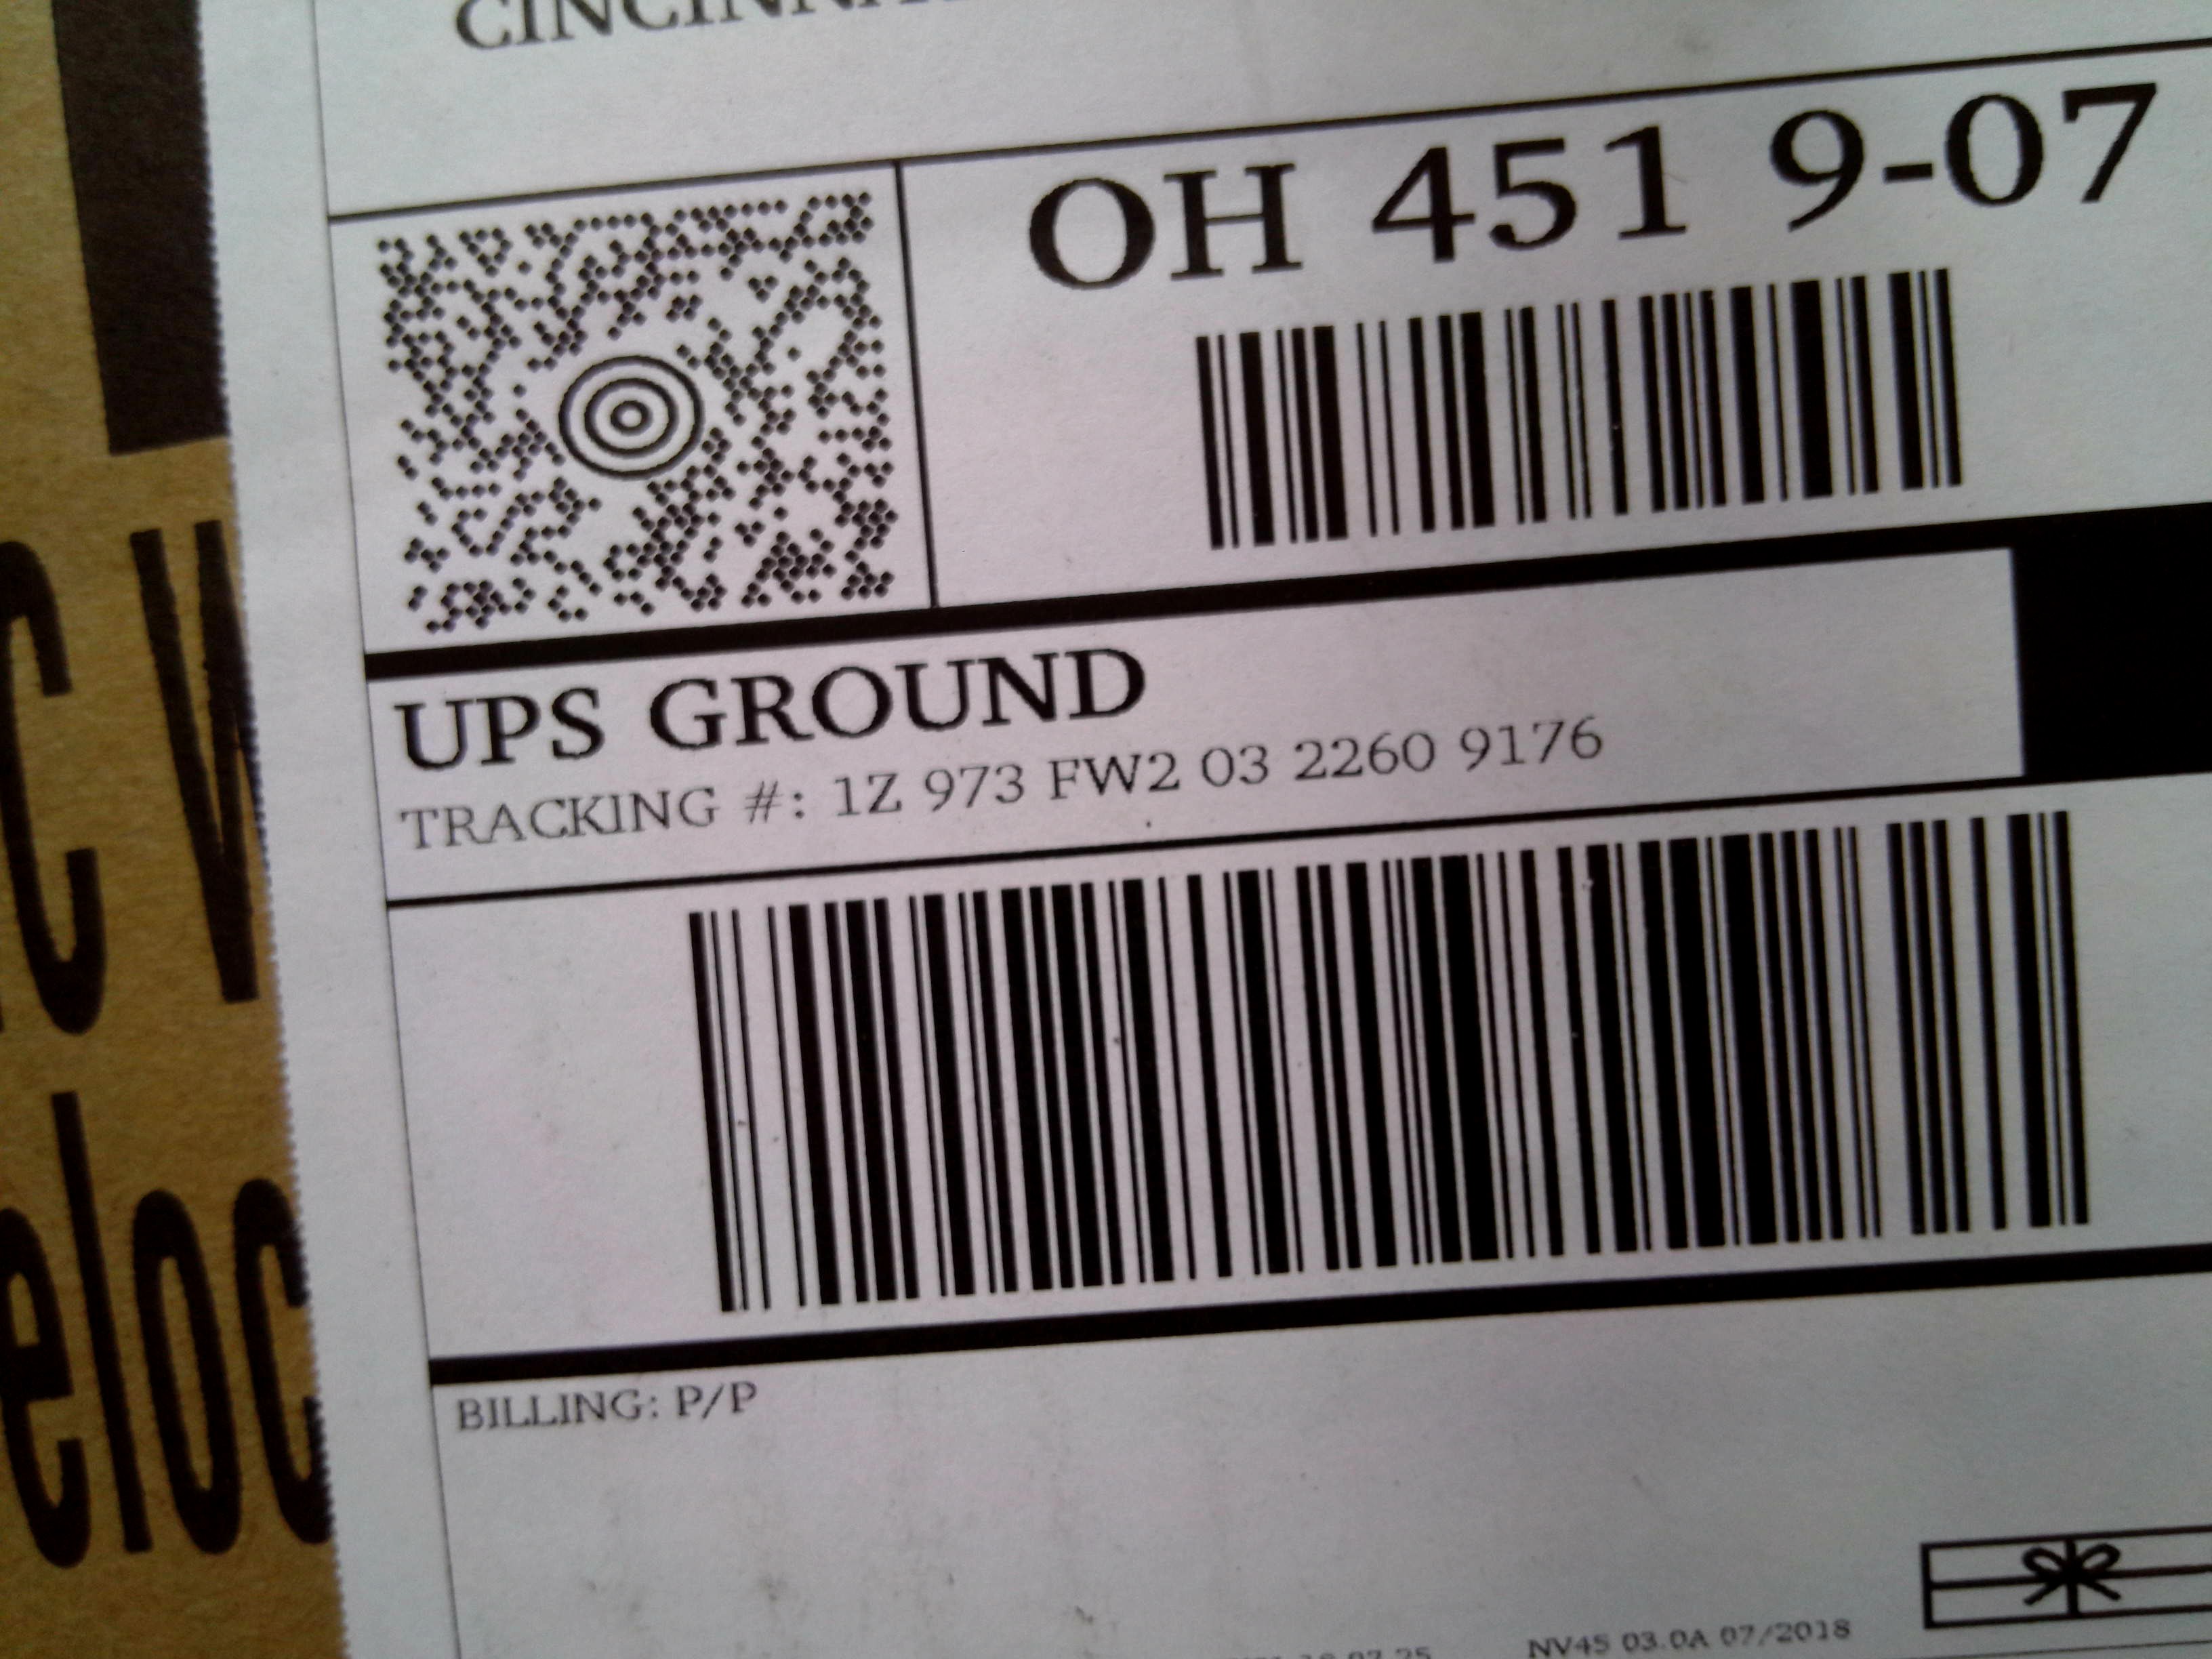 OH 451 9-07
UPS GROUND
TRACKING #: 1Z 973 FW2 03 2260 9176
BILLING: P/P
NV45 03.0A 07/2018